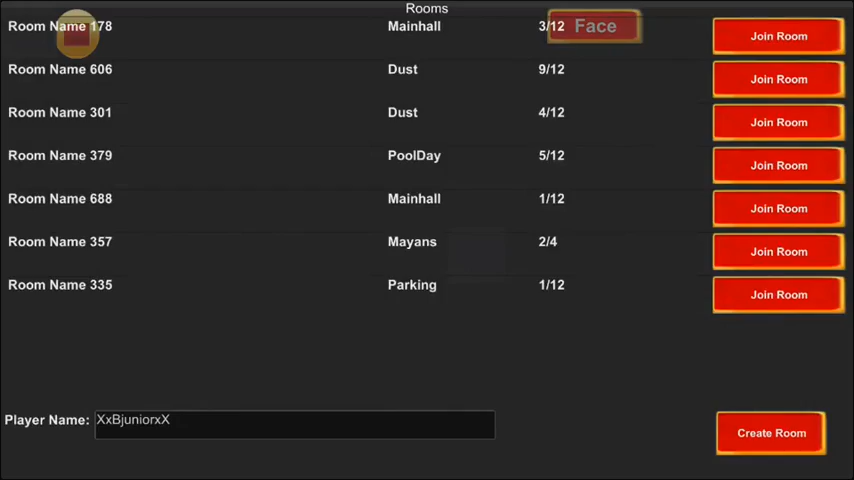 Rooms
Room Name 178 Mainhall 3/12 Face Join Room
Room Name 606 Dust 9/12 Join Room
Room Name 301 Dust 4/12 Join Room
Room Name 379 PoolDay 5/12 Join Room
Room Name 688 Mainhall 1/12 Join Room
Room Name 357 Mayans 2/4 Join Room
Room Name 335 Parking 1/12 Join Room
Player Name: XxBjuniorxX
Create Room